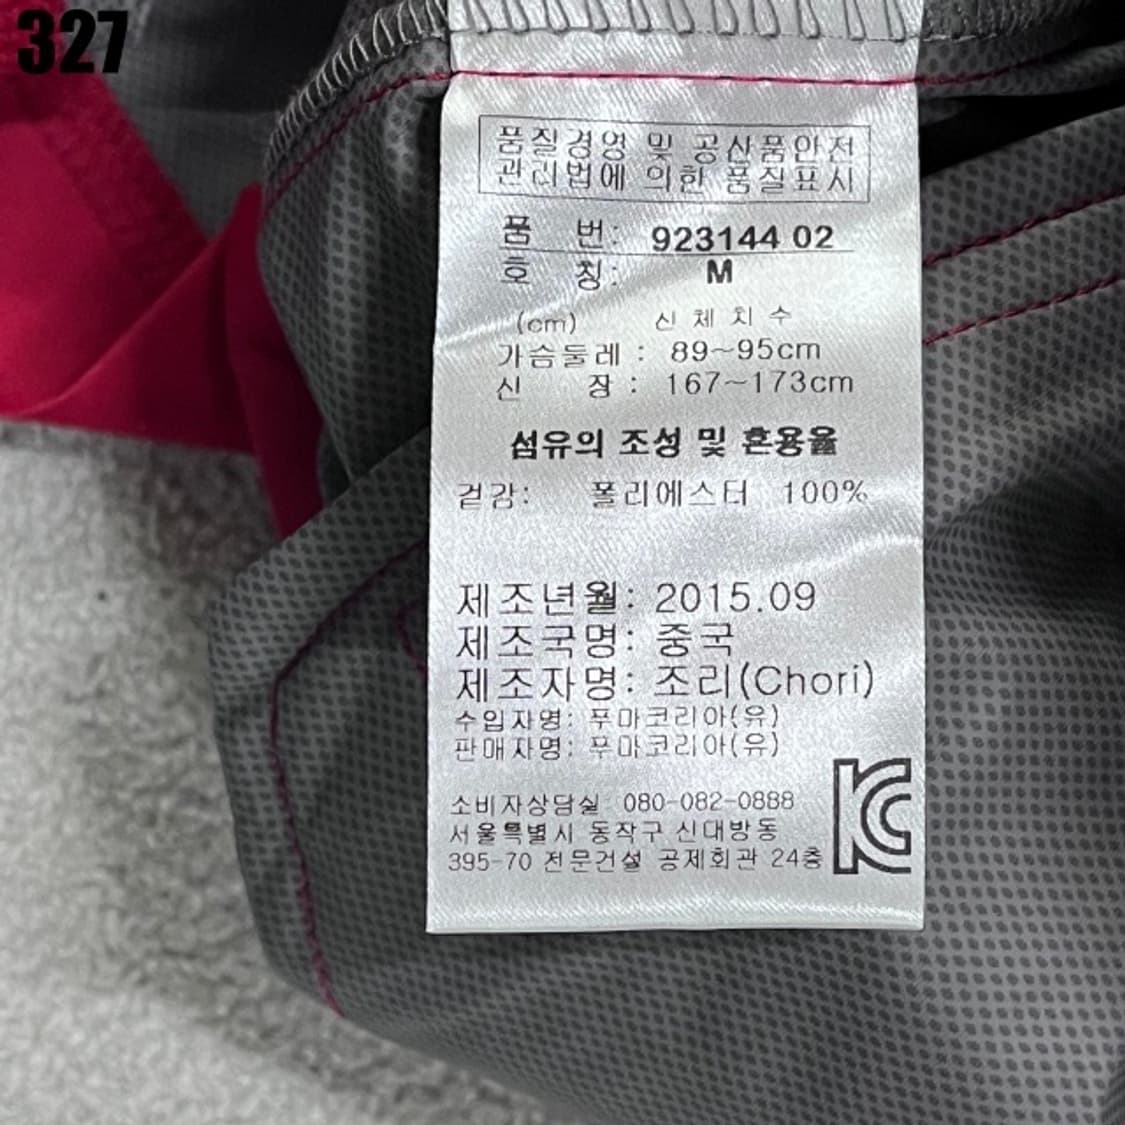 327
품질경영 및 공산품안전
관리법에 의한 품질표시
품 번: 923144 02
호 칭: M
(cm) 신체치수
가슴둘레 : 89~95cm
신 장 : 167~173cm
섬유의 조성 및 혼용율
겉감: 폴리에스터 100%
제조년월: 2015.09
제조국명: 중국
제조자명: 조리(Chori)
수입자명: 푸마코리아(유)
판매자명: 푸마코리아(유)
소비자상담실 080-082-0888
서울특별시 동작구 신대방동
395-70 전문건설 공제회관 24층
KC